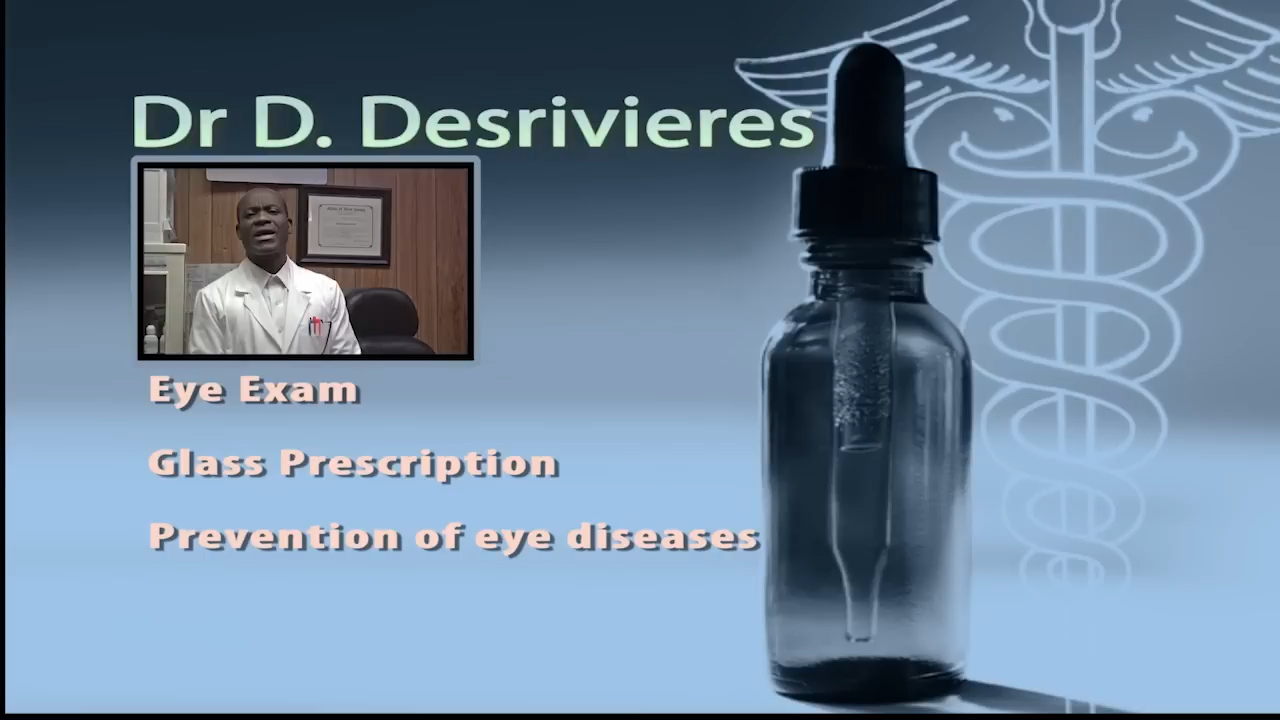 Dr D. Desrivieres
Eye Exam
Glass Prescription
Prevention of eye diseases